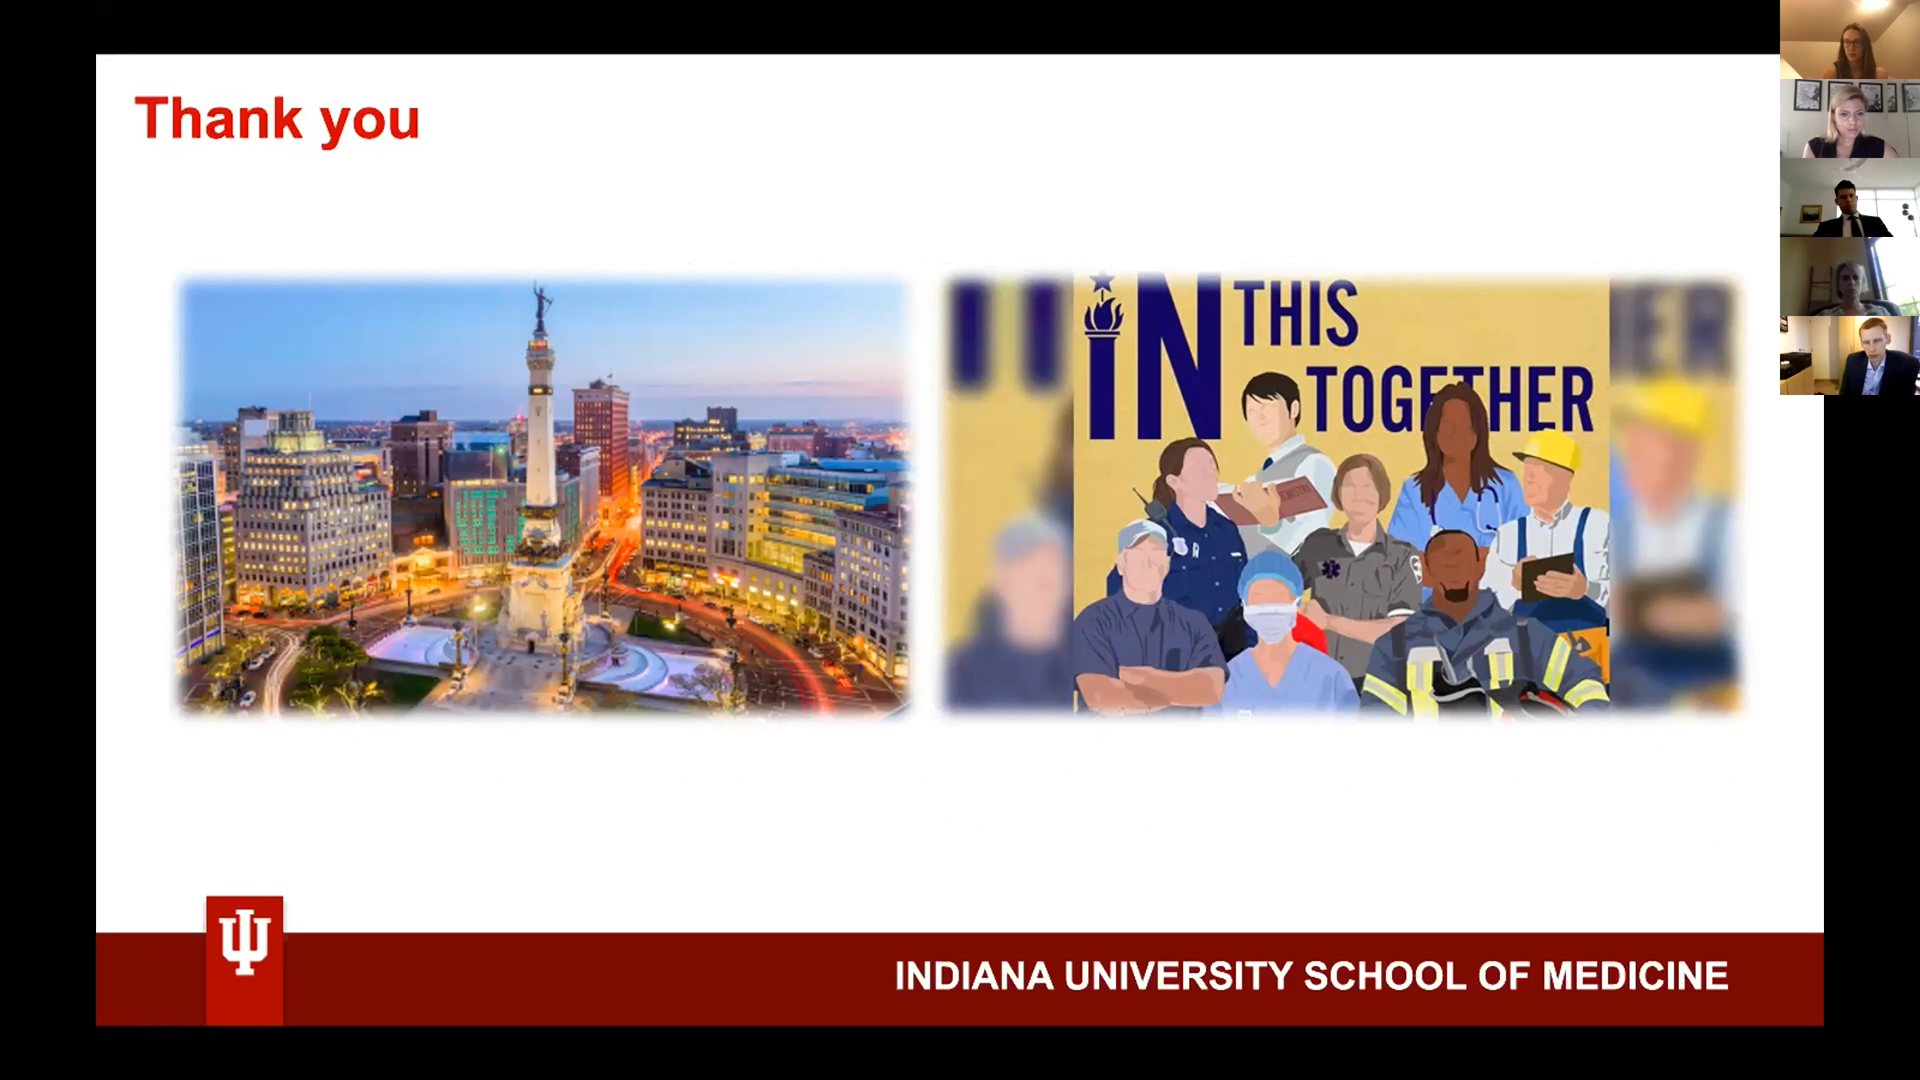 Thank you
IN THIS
TOGETHER
INDIANA UNIVERSITY SCHOOL OF MEDICINE